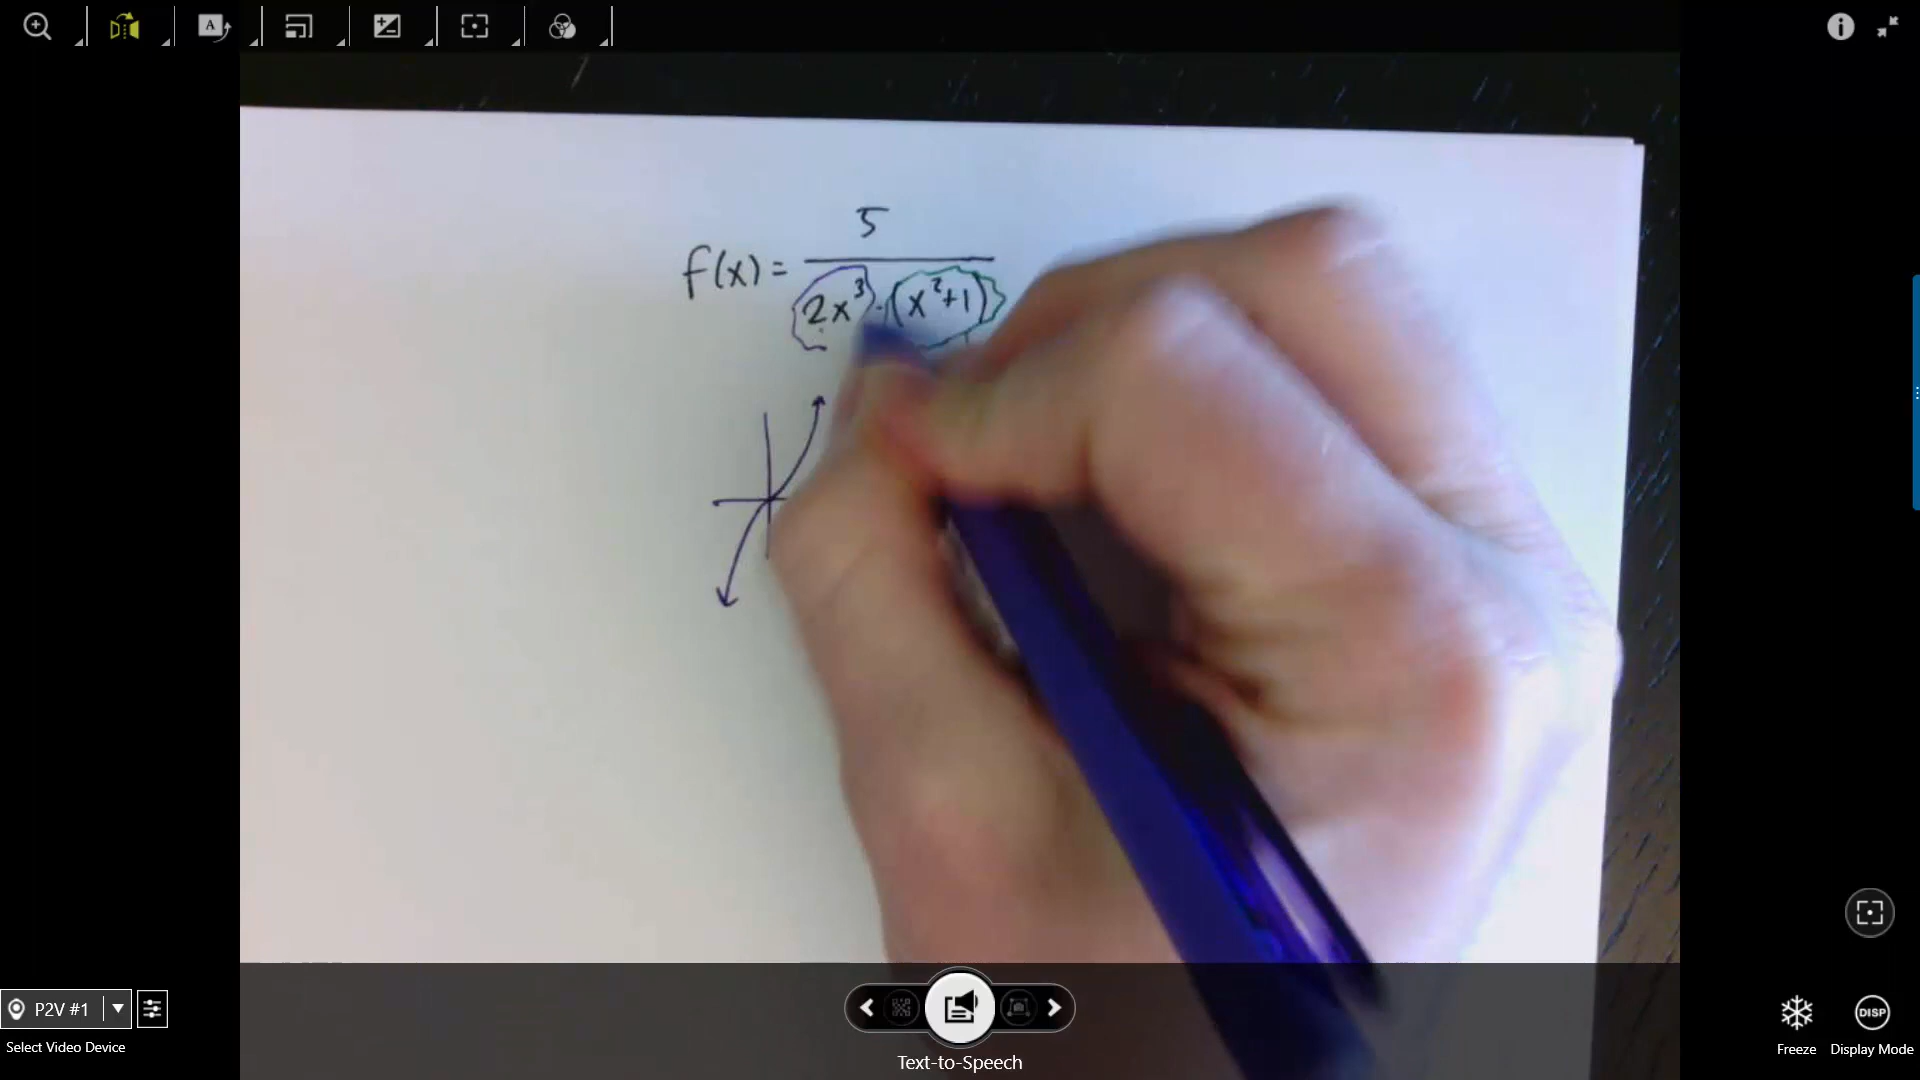 A
5
f(x) =
2x³ · (x²+1)
P2V #1
Select Video Device
Text-to-Speech
Freeze
DISP
Display Mode